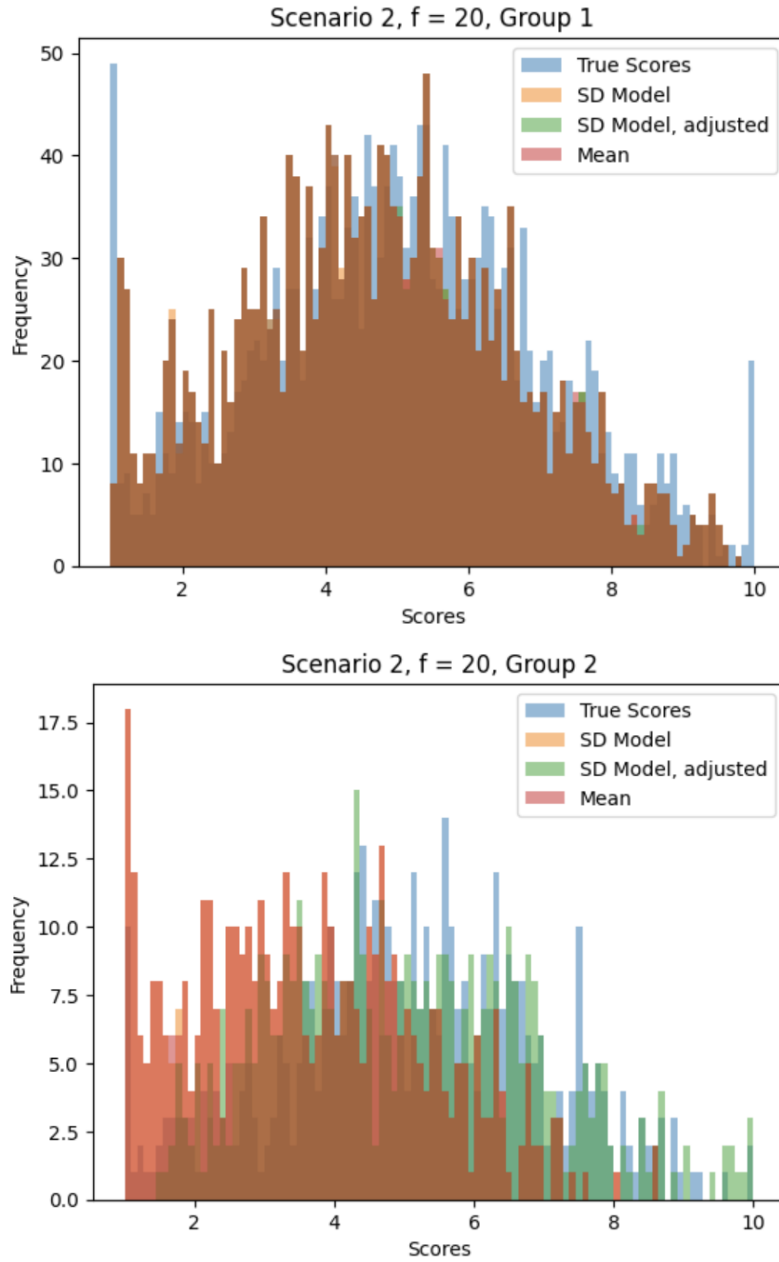 Scenario 2, f = 20, Group 1
50
40
30
20
10
0
Frequency
True Scores
SD Model
SD Model, adjusted
Mean
2 4 6 8 10
Scores
Scenario 2, f = 20, Group 2
17.5
15.0
12.5
10.0
7.5
5.0
2.5
0.0
Frequency
True Scores
SD Model
SD Model, adjusted
Mean
2 4 6 8 10
Scores